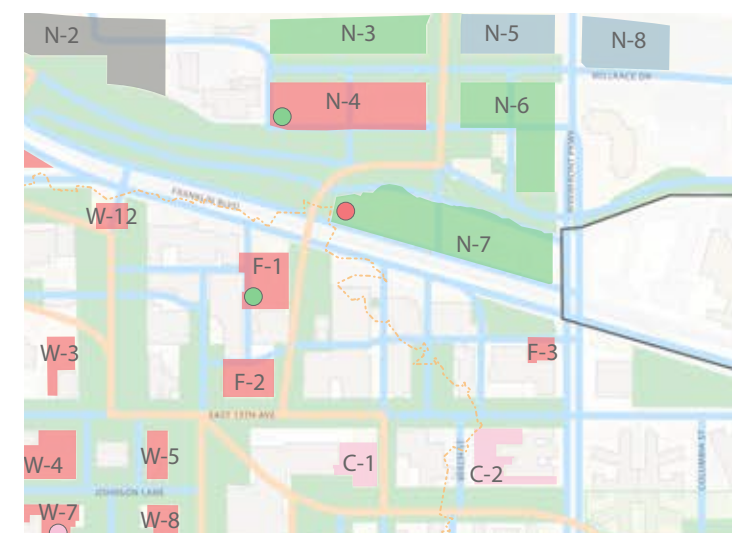 N-2
N-3
N-5
N-8
MILLRACE DR
N-4
N-6
FRANKLIN BLVD
W-12
N-7
F-1
W-3
F-2
F-3
EAST 13TH AVE
W-4
W-5
C-1
C-2
JOHNSON LANE
COLUMBIA ST
W-7
W-8